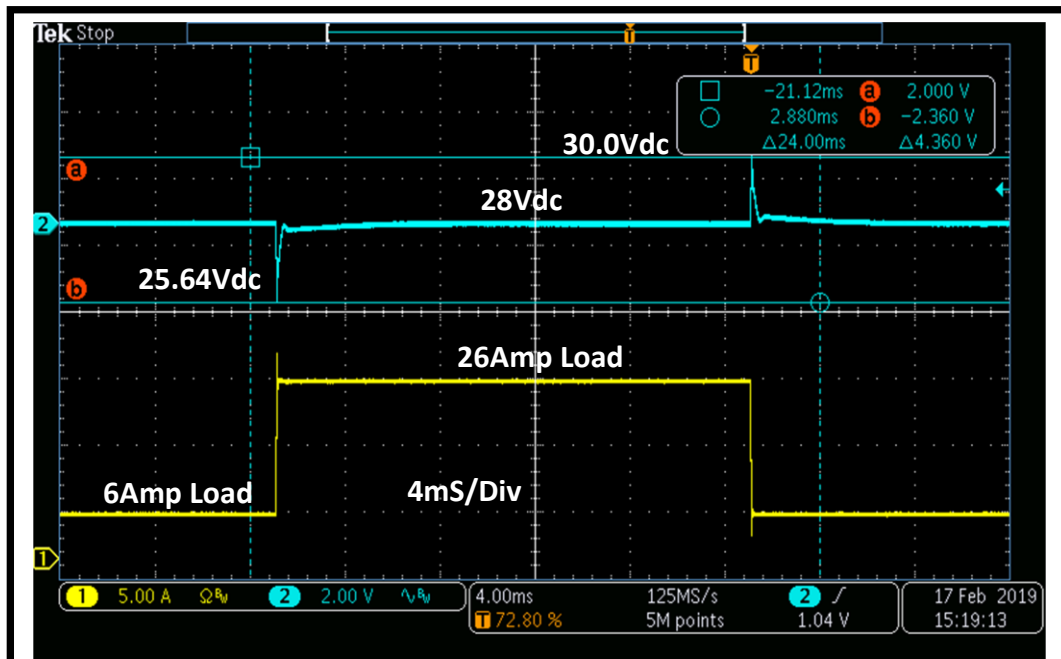 Tek Stop
T
T
-21.12ms a 2.000 V
2.880ms b -2.360 V
Δ24.00ms Δ4.360 V
30.0Vdc
a
28Vdc
2
25.64Vdc
b
26Amp Load
6Amp Load
4mS/Div
1
1 5.00 A Ω BW
2 2.00 V ∿ BW
4.00ms 125MS/s
T 72.80 % 5M points
2 ∫
1.04 V
17 Feb 2019
15:19:13